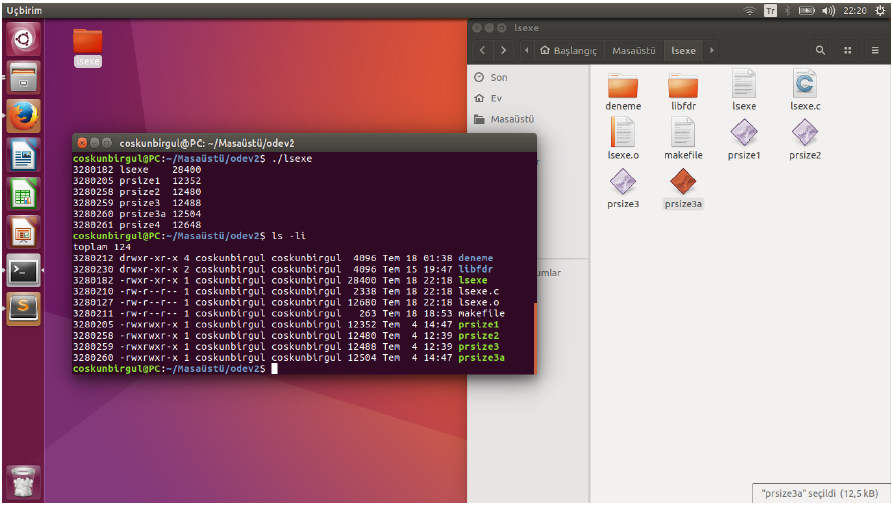 Uçbirim
Tr
22:20
lsexe
lsexe
Başlangıç Masaüstü lsexe
Son
Ev
Masaüstü
deneme libfdr lsexe lsexe.c
lsexe.o makefile prsize1 prsize2
prsize3 prsize3a
coskunbirgul@PC: ~/Masaüstü/odev2
coskunbirgul@PC:~/Masaüstü/odev2$ ./lsexe
3280182 lsexe 28400
3280205 prsize1 12352
3280258 prsize2 12480
3280259 prsize3 12488
3280260 prsize3a 12504
3280261 prsize4 12648
coskunbirgul@PC:~/Masaüstü/odev2$ ls -li
toplam 124
3280212 drwxr-xr-x 4 coskunbirgul coskunbirgul 4096 Tem 18 01:38 deneme
3280230 drwxr-xr-x 2 coskunbirgul coskunbirgul 4096 Tem 15 19:47 libfdr
3280182 -rwxr-xr-x 1 coskunbirgul coskunbirgul 28400 Tem 18 22:18 lsexe
3280210 -rw-r--r-- 1 coskunbirgul coskunbirgul 2338 Tem 18 22:18 lsexe.c
3280127 -rw-r--r-- 1 coskunbirgul coskunbirgul 12680 Tem 18 22:18 lsexe.o
3280211 -rw-r--r-- 1 coskunbirgul coskunbirgul 263 Tem 18 18:53 makefile
3280205 -rwxrwxr-x 1 coskunbirgul coskunbirgul 12352 Tem 4 14:47 prsize1
3280258 -rwxrwxr-x 1 coskunbirgul coskunbirgul 12480 Tem 4 12:39 prsize2
3280259 -rwxrwxr-x 1 coskunbirgul coskunbirgul 12488 Tem 4 12:39 prsize3
3280260 -rwxrwxr-x 1 coskunbirgul coskunbirgul 12504 Tem 4 14:47 prsize3a
coskunbirgul@PC:~/Masaüstü/odev2$
umlar
"prsize3a" seçildi (12,5 kB)